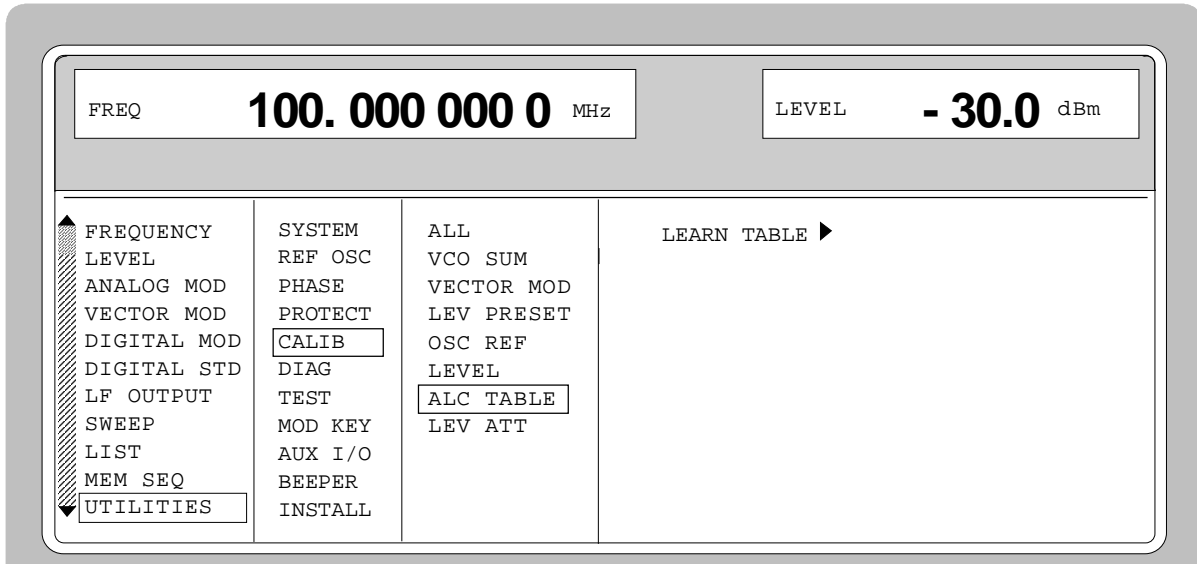 FREQ 100. 000 000 0 MHz
LEVEL - 30.0 dBm
FREQUENCY
LEVEL
ANALOG MOD
VECTOR MOD
DIGITAL MOD
DIGITAL STD
LF OUTPUT
SWEEP
LIST
MEM SEQ
UTILITIES
SYSTEM
REF OSC
PHASE
PROTECT
CALIB
DIAG
TEST
MOD KEY
AUX I/O
BEEPER
INSTALL
ALL
VCO SUM
VECTOR MOD
LEV PRESET
OSC REF
LEVEL
ALC TABLE
LEV ATT
LEARN TABLE